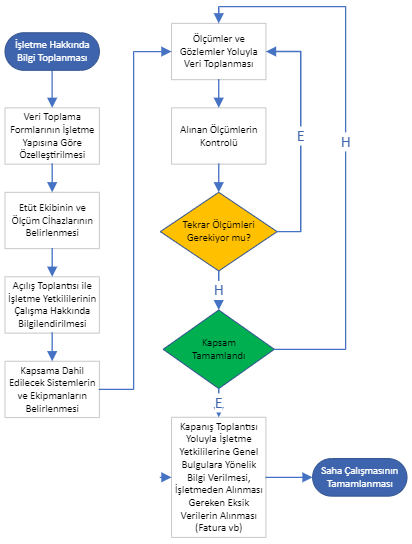 İşletme Hakkında
Bilgi Toplanması
Veri Toplama
Formlarının İşletme
Yapısına Göre
Özelleştirilmesi
Etüt Ekibinin ve
Ölçüm Cihazlarının
Belirlenmesi
Açılış Toplantısı ile
İşletme Yetkililerinin
Çalışma Hakkında
Bilgilendirilmesi
Kapsama Dahil
Edilecek Sistemlerin
ve Ekipmanların
Belirlenmesi
Ölçümler ve
Gözlemler Yoluyla
Veri Toplanması
Alınan Ölçümlerin
Kontrolü
Tekrar Ölçümleri
Gerekiyor mu?
E
H
Kapsam
Tamamlandı
H
E
Kapanış Toplantısı
Yoluyla İşletme
Yetkililerine Genel
Bulgulara Yönelik
Bilgi Verilmesi,
İşletmeden Alınması
Gereken Eksik
Verilerin Alınması
(Fatura vb)
Saha Çalışmasının
Tamamlanması